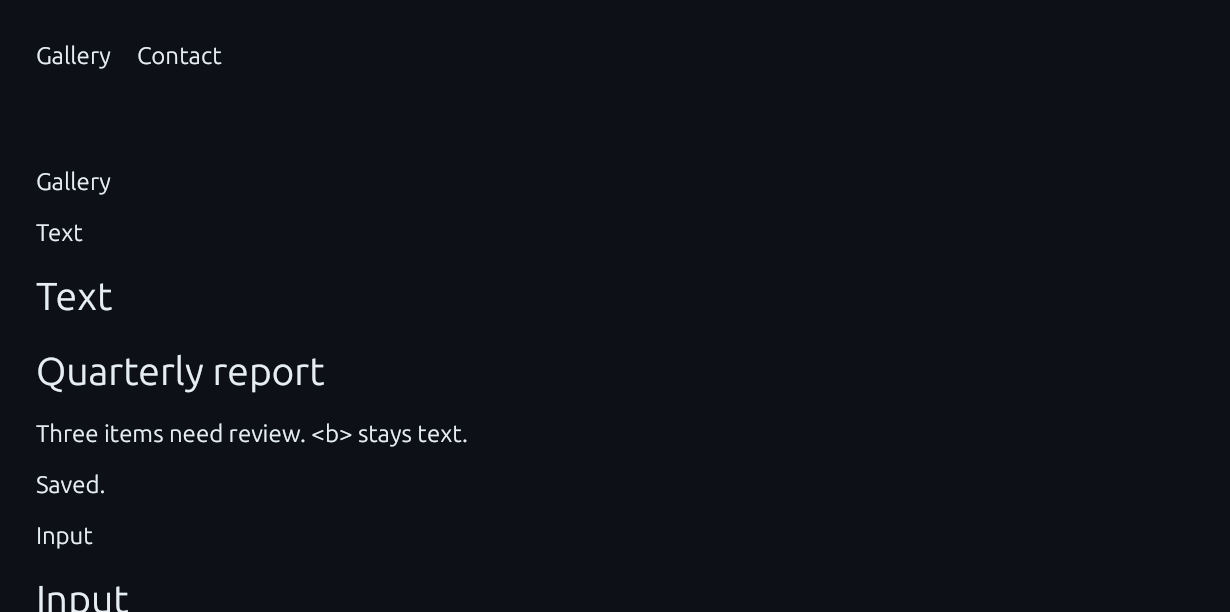 Gallery Contact
Gallery
Text
Text
Quarterly report
Three items need review. <b> stays text.
Saved.
Input
Input